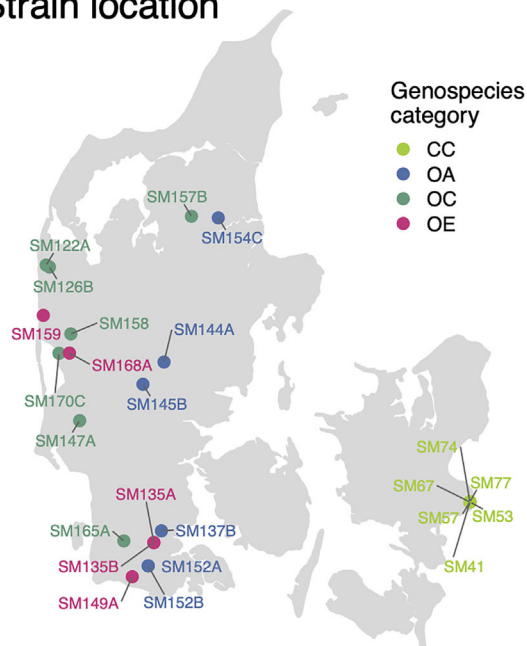 Strain location
Genospecies
category
CC
OA
OC
OE
SM157B
SM154C
SM122A
SM126B
SM159
SM158
SM144A
SM168A
SM170C
SM145B
SM147A
SM74
SM67
SM77
SM57
SM53
SM41
SM135A
SM165A
SM137B
SM135B
SM152A
SM149A
SM152B